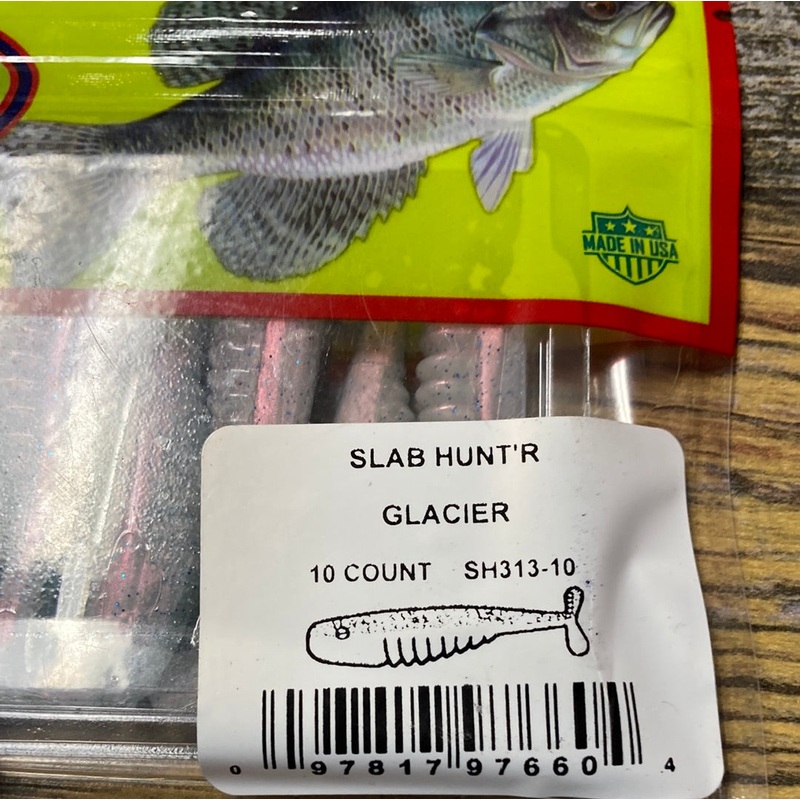 MADE IN USA
SLAB HUNT'R
GLACIER
10 COUNT SH313-10
0 97817 97660 4